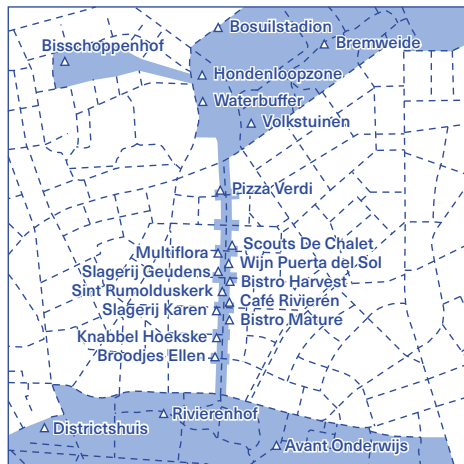 Bosuilstadion
Bremweide
Bisschoppenhof
Hondenloopzone
Waterbuffer
Volkstuinen
Pizza Verdi
Scouts De Chalet
Multiflora
Wijn Puerta del Sol
Slagerij Geudens
Bistro Harvest
Sint Rumolduskerk
Café Rivieren
Slagerij Karen
Bistro Mature
Knabbel Hoekske
Broodjes Ellen
Rivierenhof
Districtshuis
Avant Onderwijs